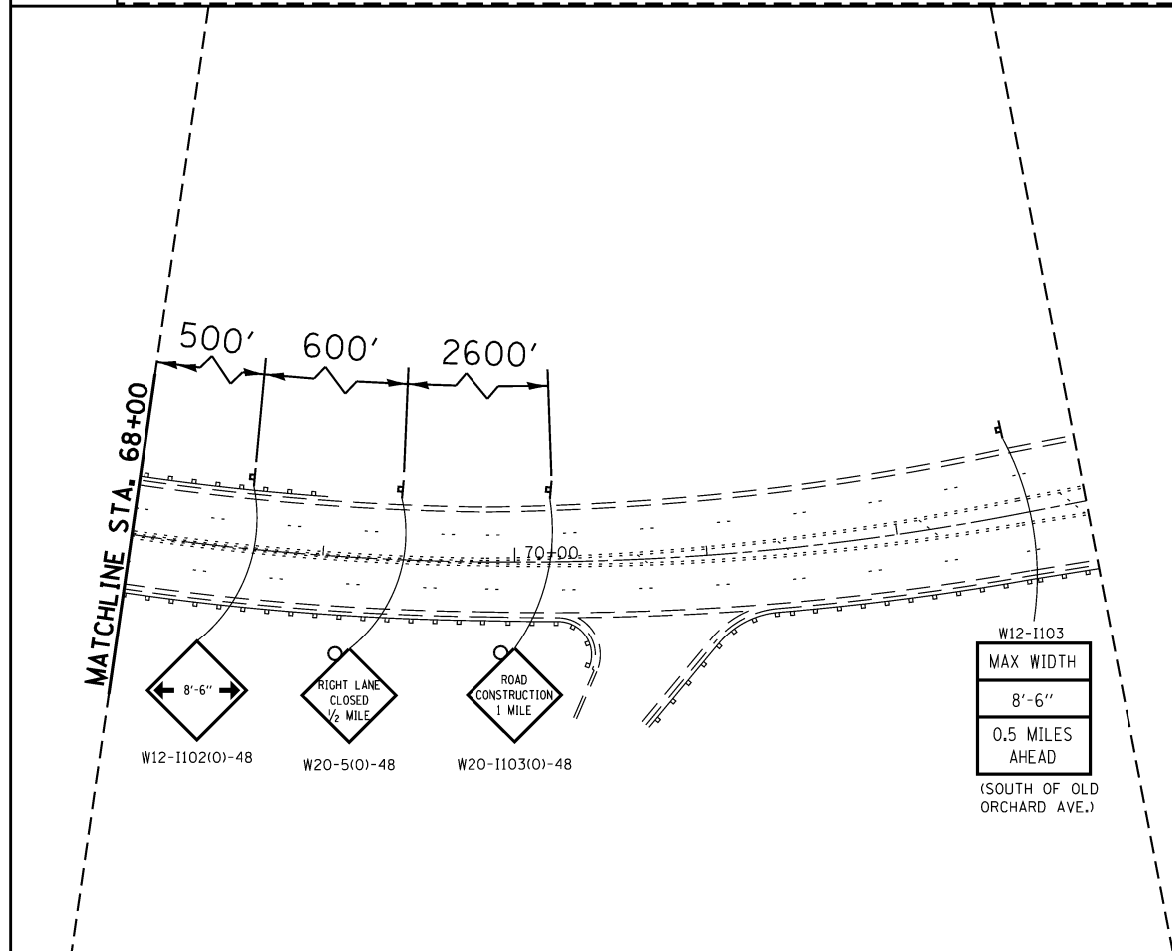 500'
600'
2600'
MATCHLINE STA. 68+00
70+00
8'-6"
W12-I102(O)-48
RIGHT LANE
CLOSED
1/2 MILE
W20-5(O)-48
ROAD
CONSTRUCTION
1 MILE
W20-I103(O)-48
W12-I103
MAX WIDTH
8'-6"
0.5 MILES
AHEAD
(SOUTH OF OLD
ORCHARD AVE.)